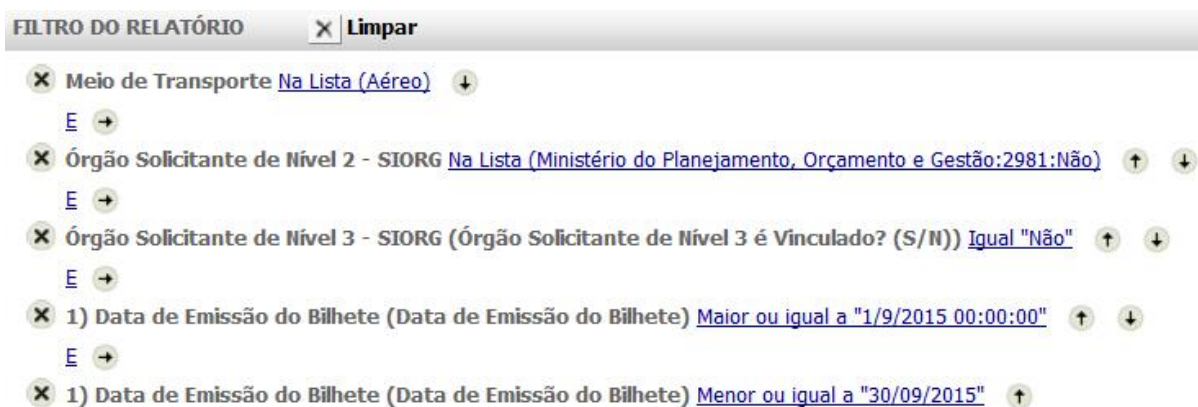 FILTRO DO RELATÓRIO Limpar
Meio de Transporte Na Lista (Aéreo)
E
Órgão Solicitante de Nível 2 - SIORG Na Lista (Ministério do Planejamento, Orçamento e Gestão:2981:Não)
E
Órgão Solicitante de Nível 3 - SIORG (Órgão Solicitante de Nível 3 é Vinculado? (S/N)) Igual "Não"
E
1) Data de Emissão do Bilhete (Data de Emissão do Bilhete) Maior ou igual a "1/9/2015 00:00:00"
E
1) Data de Emissão do Bilhete (Data de Emissão do Bilhete) Menor ou igual a "30/09/2015"